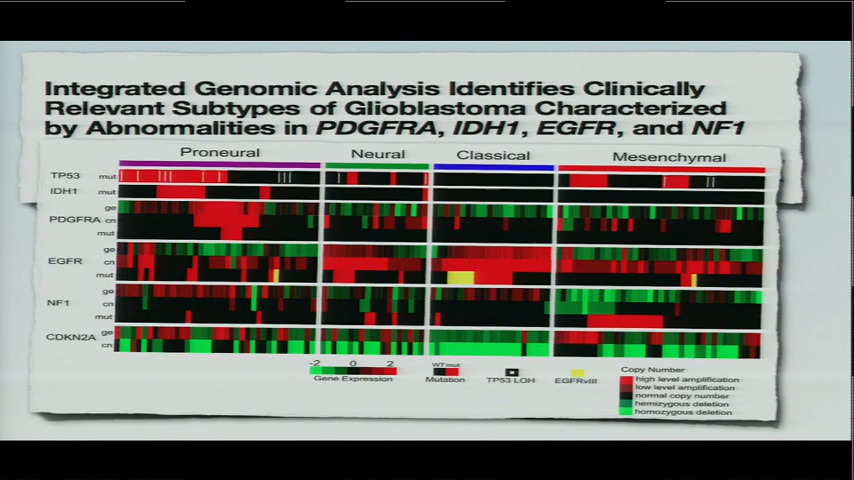 Integrated Genomic Analysis Identifies Clinically
Relevant Subtypes of Glioblastoma Characterized
by Abnormalities in PDGFRA, IDH1, EGFR, and NF1
Proneural Neural Classical Mesenchymal
TP53 mut
IDH1 mut
ge
PDGFRA cn
mut
ge
EGFR cn
mut
ge
NF1 cn
mut
CDKN2A ge
cn
-2 0 2
Gene Expression
WT mut
Mutation
TP53 LOH
EGFRvIII
Copy Number
high level amplification
low level amplification
normal copy number
hemizygous deletion
homozygous deletion